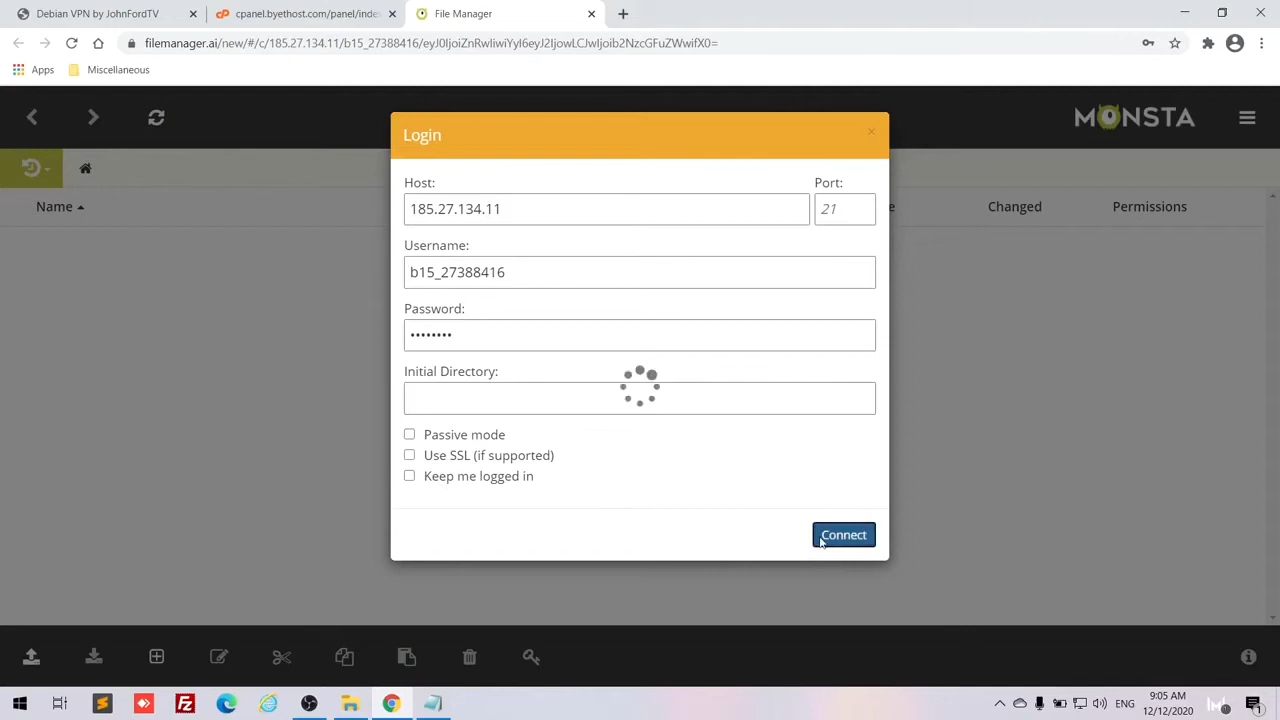 Debian VPN by JohnFordTV
cpanel.byethost.com/panel/inde
File Manager
filemanager.ai/new/#/c/185.27.134.11/b15_27388416/eyJ0IjoiZnRwIiwiYyI6eyJ2IjowLCJwIjoib2NzcGFuZWwifX0=
Apps
Miscellaneous
MONSTA
Login
Host:
Port:
185.27.134.11
21
Username:
b15_27388416
Password:
Initial Directory:
Passive mode
Use SSL (if supported)
Keep me logged in
Connect
Name
e
Changed
Permissions
ENG
9:05 AM
12/12/2020